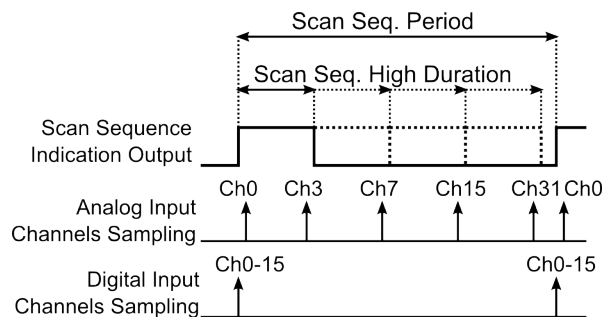 Scan Seq. Period
Scan Seq. High Duration
Scan Sequence
Indication Output
Ch0 Ch3 Ch7 Ch15 Ch31 Ch0
Analog Input
Channels Sampling
Ch0-15 Ch0-15
Digital Input
Channels Sampling